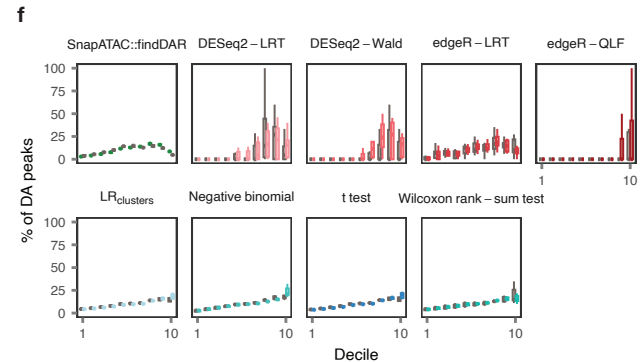 f
SnapATAC::findDAR DESeq2 – LRT DESeq2 – Wald edgeR – LRT edgeR – QLF
100
75
50
25
0
1 10
LRclusters Negative binomial t test Wilcoxon rank – sum test
100
75
50
25
0
1 10 1 10 1 10 1 10
% of DA peaks
Decile